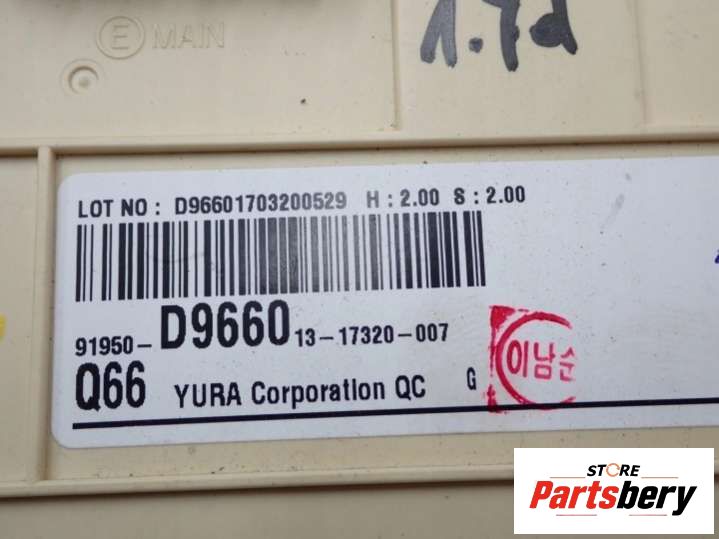 E MAIN
1.7d
LOT NO : D96601703200529 H : 2.00 S : 2.00
91950-D9660 13-17320-007
Q66 YURA Corporation QC G
이남순
STORE
Partsbery